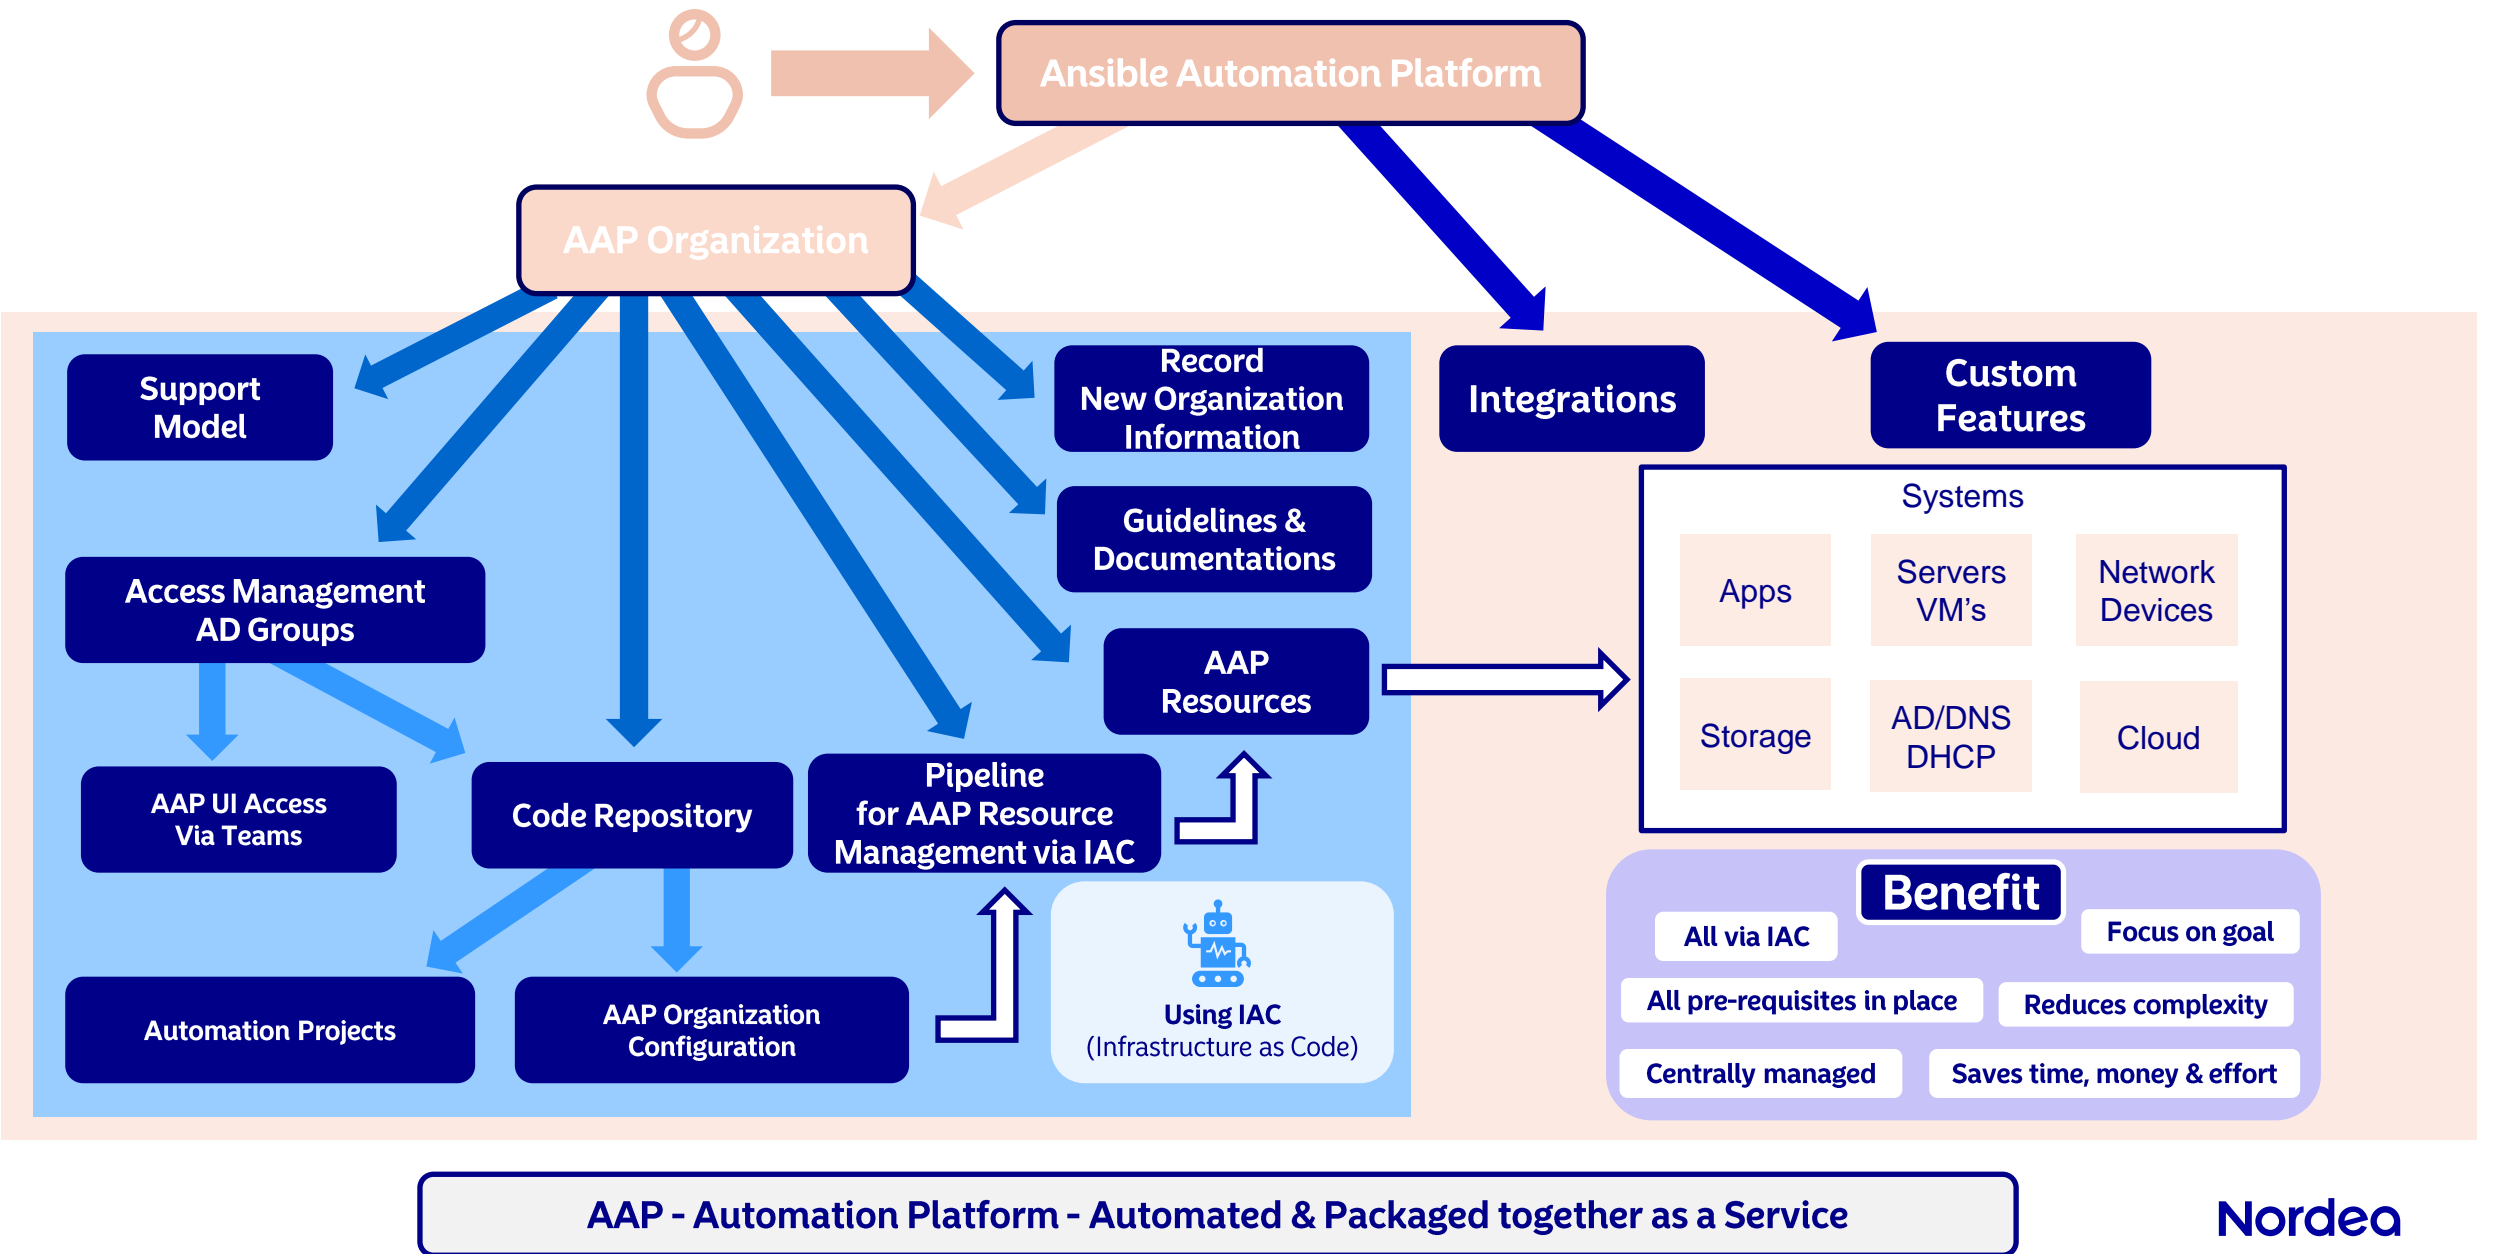 Ansible Automation Platform
AAP Organization
Support
Model
Record
New Organization
Information
Integrations
Custom
Features
Guidelines &
Documentations
Systems
Apps
Servers
VM’s
Network
Devices
Access Management
AD Groups
AAP
Resources
Storage
AD/DNS
DHCP
Cloud
AAP UI Access
Via Teams
Code Repository
Pipeline
for AAP Resource
Management via IAC
Benefit
All via IAC
Focus on goal
All pre-requisites in place
Reduces complexity
Centrally managed
Saves time, money & effort
Automation Projects
AAP Organization
Configuration
Using IAC
(Infrastructure as Code)
AAP - Automation Platform - Automated & Packaged together as a Service
Nordea